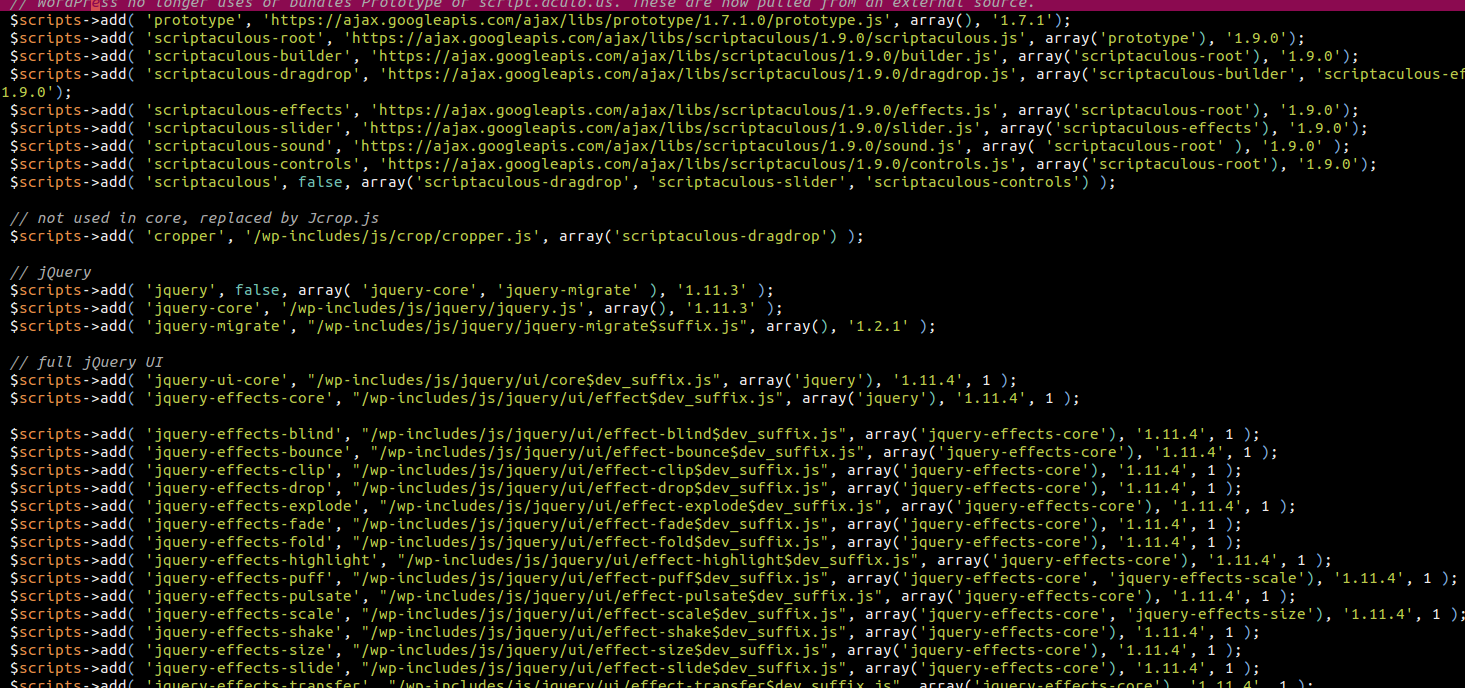 // WordPress no longer uses or bundles Prototype or script.aculo.us. These are now pulled from an external source.
$scripts->add( 'prototype', 'https://ajax.googleapis.com/ajax/libs/prototype/1.7.1.0/prototype.js', array(), '1.7.1');
$scripts->add( 'scriptaculous-root', 'https://ajax.googleapis.com/ajax/libs/scriptaculous/1.9.0/scriptaculous.js', array('prototype'), '1.9.0');
$scripts->add( 'scriptaculous-builder', 'https://ajax.googleapis.com/ajax/libs/scriptaculous/1.9.0/builder.js', array('scriptaculous-root'), '1.9.0');
$scripts->add( 'scriptaculous-dragdrop', 'https://ajax.googleapis.com/ajax/libs/scriptaculous/1.9.0/dragdrop.js', array('scriptaculous-builder', 'scriptaculous-ef
1.9.0');
$scripts->add( 'scriptaculous-effects', 'https://ajax.googleapis.com/ajax/libs/scriptaculous/1.9.0/effects.js', array('scriptaculous-root'), '1.9.0');
$scripts->add( 'scriptaculous-slider', 'https://ajax.googleapis.com/ajax/libs/scriptaculous/1.9.0/slider.js', array('scriptaculous-effects'), '1.9.0');
$scripts->add( 'scriptaculous-sound', 'https://ajax.googleapis.com/ajax/libs/scriptaculous/1.9.0/sound.js', array( 'scriptaculous-root' ), '1.9.0' );
$scripts->add( 'scriptaculous-controls', 'https://ajax.googleapis.com/ajax/libs/scriptaculous/1.9.0/controls.js', array('scriptaculous-root'), '1.9.0');
$scripts->add( 'scriptaculous', false, array('scriptaculous-dragdrop', 'scriptaculous-slider', 'scriptaculous-controls') );
// not used in core, replaced by Jcrop.js
$scripts->add( 'cropper', '/wp-includes/js/crop/cropper.js', array('scriptaculous-dragdrop') );
// jQuery
$scripts->add( 'jquery', false, array( 'jquery-core', 'jquery-migrate' ), '1.11.3' );
$scripts->add( 'jquery-core', '/wp-includes/js/jquery/jquery.js', array(), '1.11.3' );
$scripts->add( 'jquery-migrate', "/wp-includes/js/jquery/jquery-migrate$suffix.js", array(), '1.2.1' );
// full jQuery UI
$scripts->add( 'jquery-ui-core', "/wp-includes/js/jquery/ui/core$dev_suffix.js", array('jquery'), '1.11.4', 1 );
$scripts->add( 'jquery-effects-core', "/wp-includes/js/jquery/ui/effect$dev_suffix.js", array('jquery'), '1.11.4', 1 );
$scripts->add( 'jquery-effects-blind', "/wp-includes/js/jquery/ui/effect-blind$dev_suffix.js", array('jquery-effects-core'), '1.11.4', 1 );
$scripts->add( 'jquery-effects-bounce', "/wp-includes/js/jquery/ui/effect-bounce$dev_suffix.js", array('jquery-effects-core'), '1.11.4', 1 );
$scripts->add( 'jquery-effects-clip', "/wp-includes/js/jquery/ui/effect-clip$dev_suffix.js", array('jquery-effects-core'), '1.11.4', 1 );
$scripts->add( 'jquery-effects-drop', "/wp-includes/js/jquery/ui/effect-drop$dev_suffix.js", array('jquery-effects-core'), '1.11.4', 1 );
$scripts->add( 'jquery-effects-explode', "/wp-includes/js/jquery/ui/effect-explode$dev_suffix.js", array('jquery-effects-core'), '1.11.4', 1 );
$scripts->add( 'jquery-effects-fade', "/wp-includes/js/jquery/ui/effect-fade$dev_suffix.js", array('jquery-effects-core'), '1.11.4', 1 );
$scripts->add( 'jquery-effects-fold', "/wp-includes/js/jquery/ui/effect-fold$dev_suffix.js", array('jquery-effects-core'), '1.11.4', 1 );
$scripts->add( 'jquery-effects-highlight', "/wp-includes/js/jquery/ui/effect-highlight$dev_suffix.js", array('jquery-effects-core'), '1.11.4', 1 );
$scripts->add( 'jquery-effects-puff', "/wp-includes/js/jquery/ui/effect-puff$dev_suffix.js", array('jquery-effects-core', 'jquery-effects-scale'), '1.11.4', 1 );
$scripts->add( 'jquery-effects-pulsate', "/wp-includes/js/jquery/ui/effect-pulsate$dev_suffix.js", array('jquery-effects-core'), '1.11.4', 1 );
$scripts->add( 'jquery-effects-scale', "/wp-includes/js/jquery/ui/effect-scale$dev_suffix.js", array('jquery-effects-core', 'jquery-effects-size'), '1.11.4', 1 );
$scripts->add( 'jquery-effects-shake', "/wp-includes/js/jquery/ui/effect-shake$dev_suffix.js", array('jquery-effects-core'), '1.11.4', 1 );
$scripts->add( 'jquery-effects-size', "/wp-includes/js/jquery/ui/effect-size$dev_suffix.js", array('jquery-effects-core'), '1.11.4', 1 );
$scripts->add( 'jquery-effects-slide', "/wp-includes/js/jquery/ui/effect-slide$dev_suffix.js", array('jquery-effects-core'), '1.11.4', 1 );
$scripts->add( 'jquery-effects-transfer', "/wp-includes/js/jquery/ui/effect-transfer$dev_suffix.js", array('jquery-effects-core'), '1.11.4', 1 );